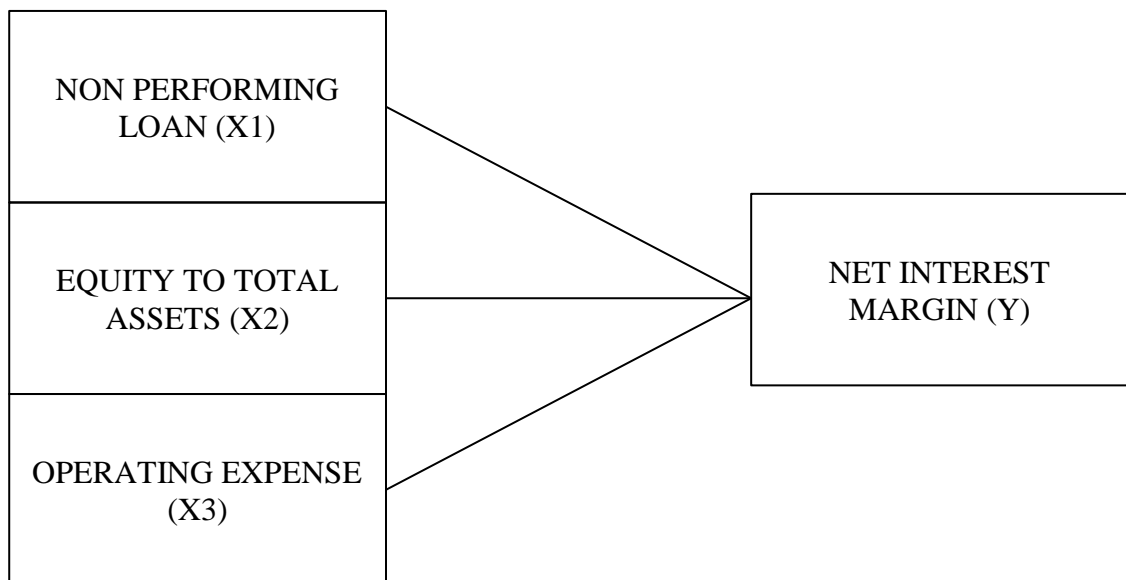 NON PERFORMING
LOAN (X1)
EQUITY TO TOTAL
ASSETS (X2)
OPERATING EXPENSE
(X3)
NET INTEREST
MARGIN (Y)